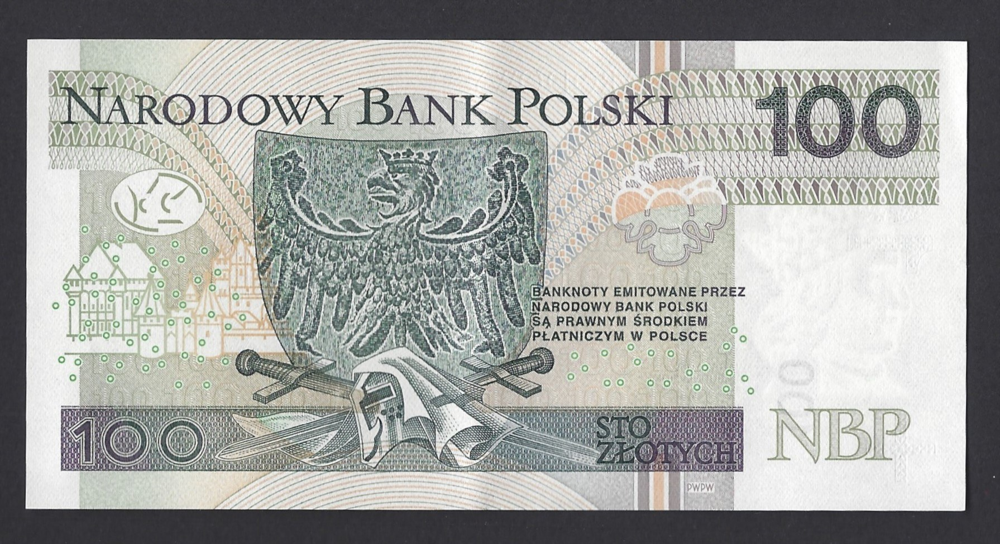 NARODOWY BANK POLSKI
100
BANKNOTY EMITOWANE PRZEZ
NARODOWY BANK POLSKI
SĄ PRAWNYM ŚRODKIEM
PŁATNICZYM W POLSCE
100
STO
ZŁOTYCH
NBP
PWPW